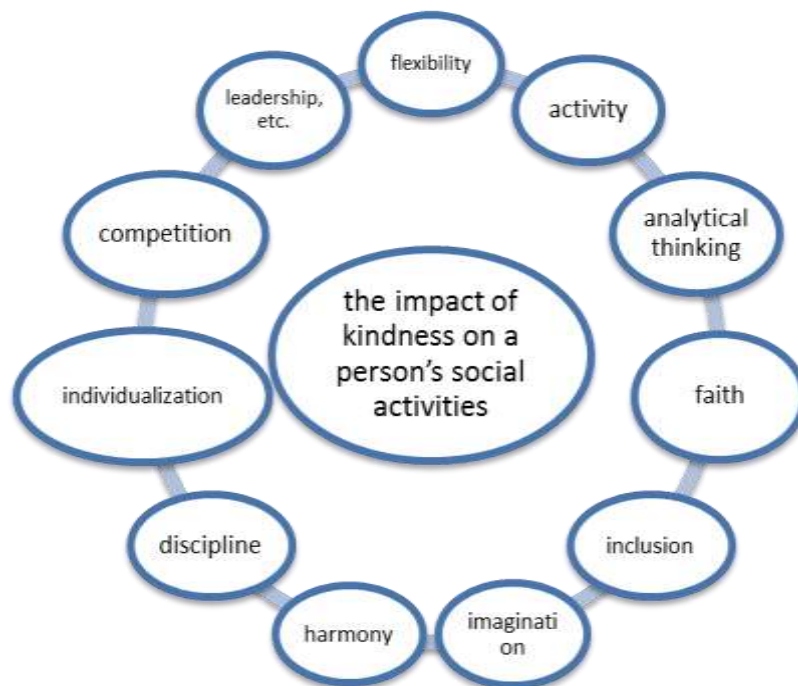 flexibility
activity
analytical
thinking
faith
inclusion
imaginati
on
harmony
discipline
individualization
competition
leadership,
etc.
the impact of
kindness on a
person’s social
activities